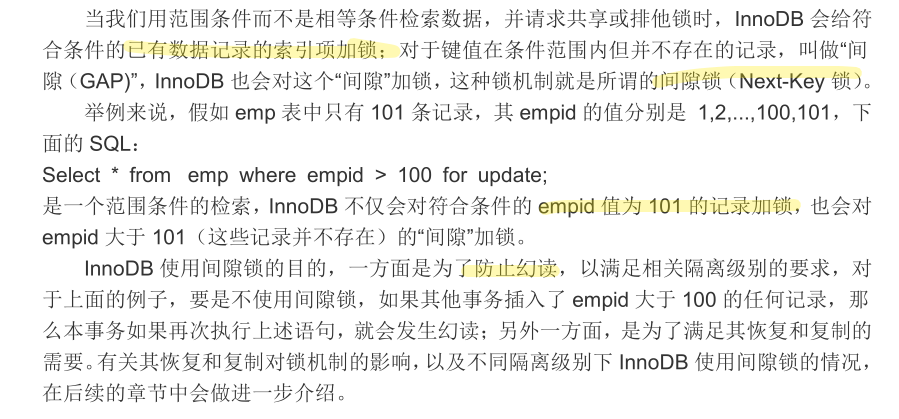 当我们用范围条件而不是相等条件检索数据，并请求共享或排他锁时，InnoDB 会给符
合条件的已有数据记录的索引项加锁；对于键值在条件范围内但并不存在的记录，叫做“间
隙（GAP)”，InnoDB 也会对这个“间隙”加锁，这种锁机制就是所谓的间隙锁（Next-Key 锁）。
举例来说，假如 emp 表中只有 101 条记录，其 empid 的值分别是 1,2,...,100,101，下
面的 SQL：
Select * from emp where empid > 100 for update;
是一个范围条件的检索，InnoDB 不仅会对符合条件的 empid 值为 101 的记录加锁，也会对
empid 大于 101（这些记录并不存在）的“间隙”加锁。
InnoDB 使用间隙锁的目的，一方面是为了防止幻读，以满足相关隔离级别的要求，对
于上面的例子，要是不使用间隙锁，如果其他事务插入了 empid 大于 100 的任何记录，那
么本事务如果再次执行上述语句，就会发生幻读；另外一方面，是为了满足其恢复和复制的
需要。有关其恢复和复制对锁机制的影响，以及不同隔离级别下 InnoDB 使用间隙锁的情况，
在后续的章节中会做进一步介绍。